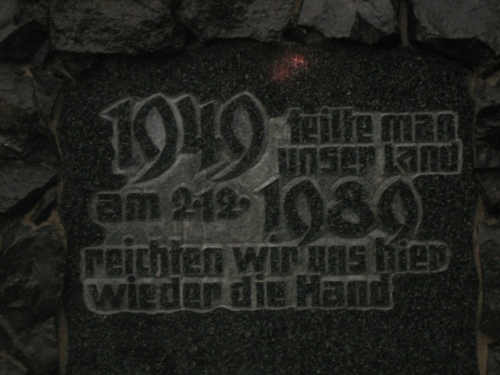 1949 teilte man
unser Land
am 2·12· 1989
reichten wir uns hier
wieder die Hand